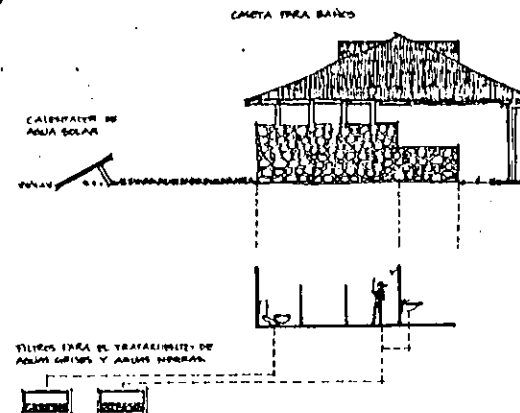 CASETA PARA BAÑOS
CALENTADOR DE
AGUA SOLAR
FILTROS PARA EL TRATAMIENTO DE
AGUAS GRISES Y AGUAS NEGRAS